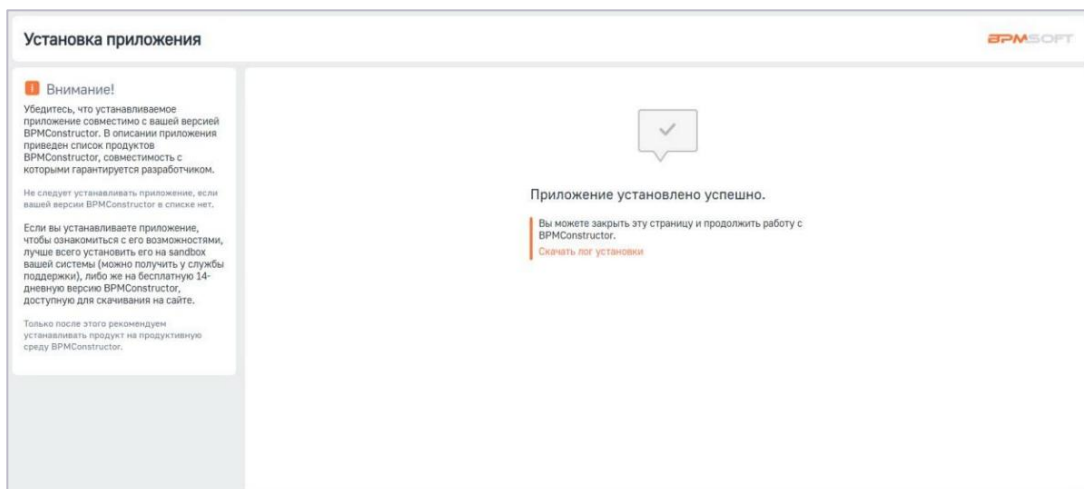 Установка приложения
BPMSOFT
Внимание!
Убедитесь, что устанавливаемое
приложение совместимо с вашей версией
BPMConstructor. В описании приложения
приведен список продуктов
BPMConstructor, совместимость с
которыми гарантируется разработчиком.
Не следует устанавливать приложение, если
вашей версии BPMConstructor в списке нет.
Если вы устанавливаете приложение,
чтобы ознакомиться с его возможностями,
лучше всего установить его на sandbox
вашей системы (можно получить у службы
поддержки), либо же на бесплатную 14-
дневную версию BPMConstructor,
доступную для скачивания на сайте.
Только после этого рекомендуем
устанавливать продукт на продуктивную
среду BPMConstructor.
Приложение установлено успешно.
Вы можете закрыть эту страницу и продолжить работу с
BPMConstructor.
Скачать лог установки